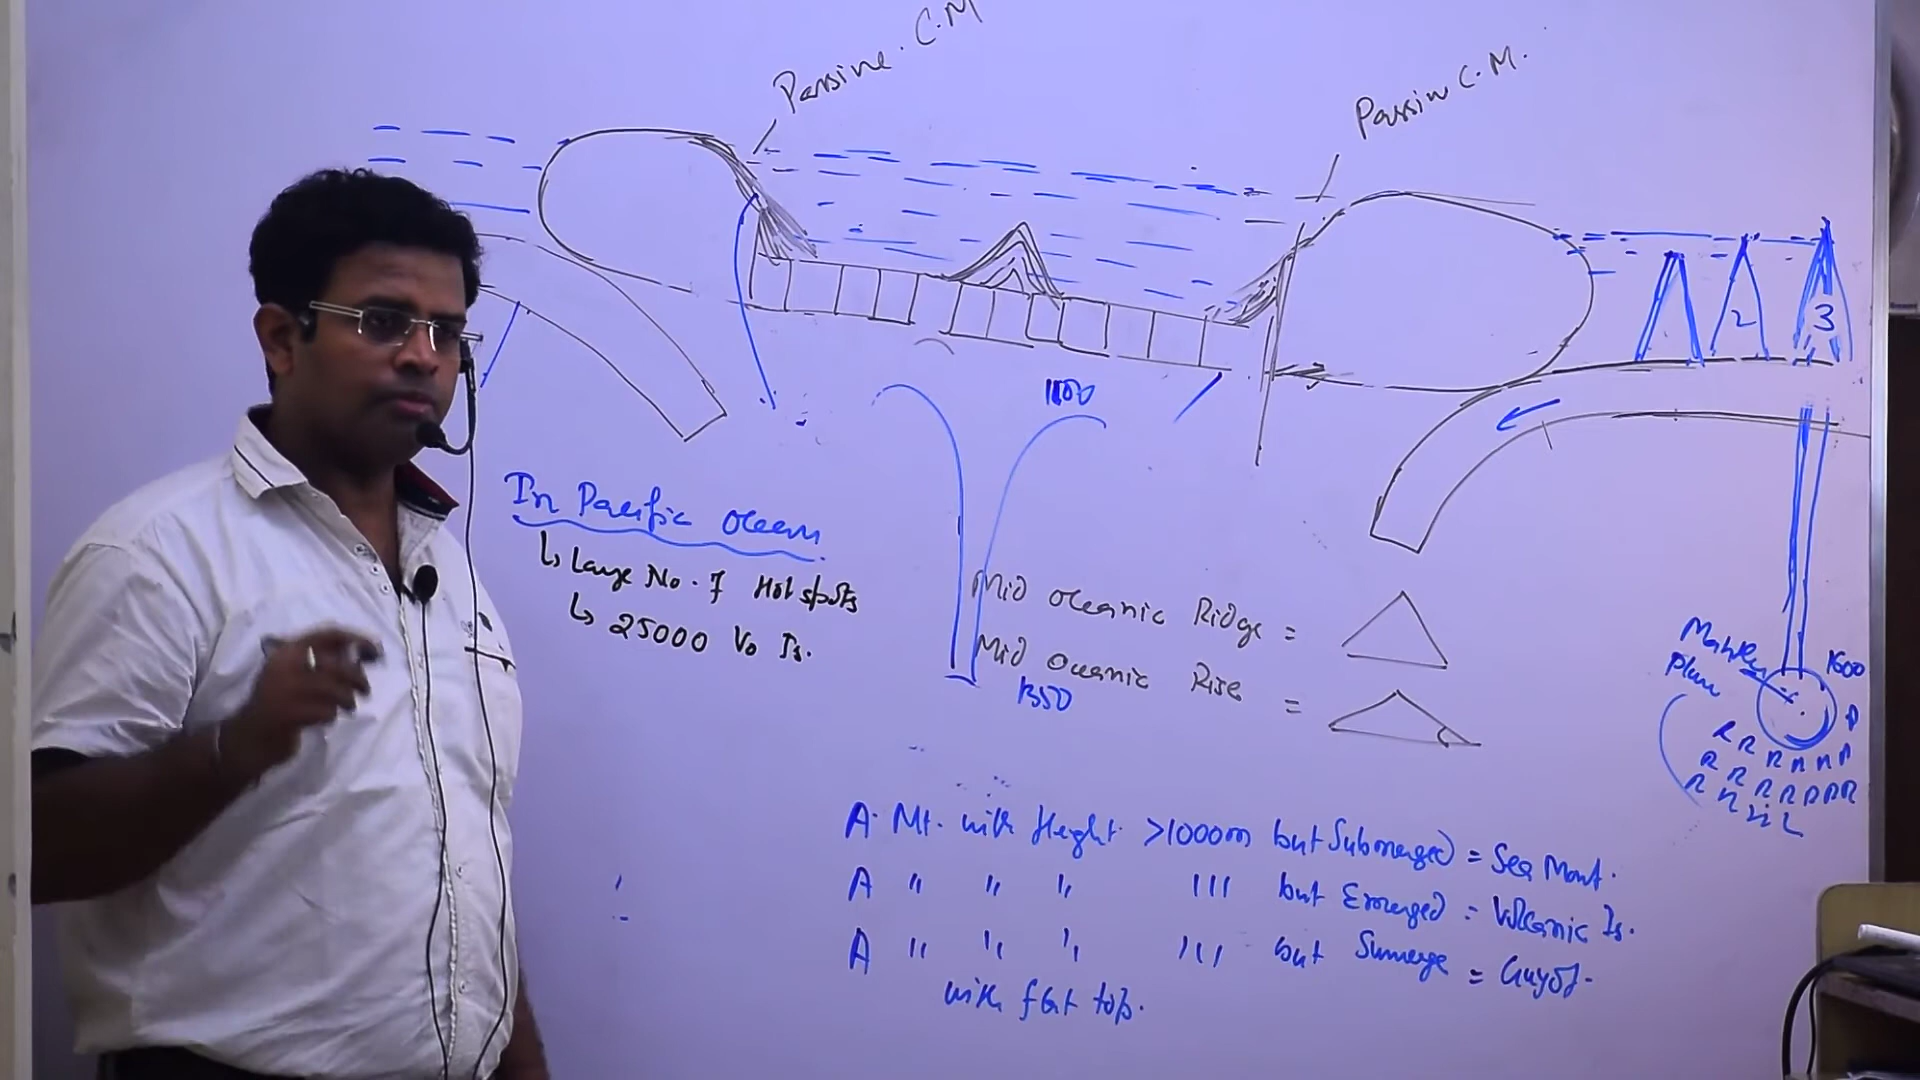 Passive. C.M
Passive C.M.
2
3
1100
In Pacific Ocean
↳ Large No. of Hot spots
↳ 25000 Vo Is.
Mid Oceanic Ridge =
Mid Oceanic Rise =
1350
Mantle
Plum
1600
R R R R R R
R R R R R R R
R R
A Mt. with Height >1000m but Submerged = Sea Mount.
A " " " " ||| but Emerged = Volcanic Is.
A " " " " ||| but Sumerge = Guyot.
with flat top.